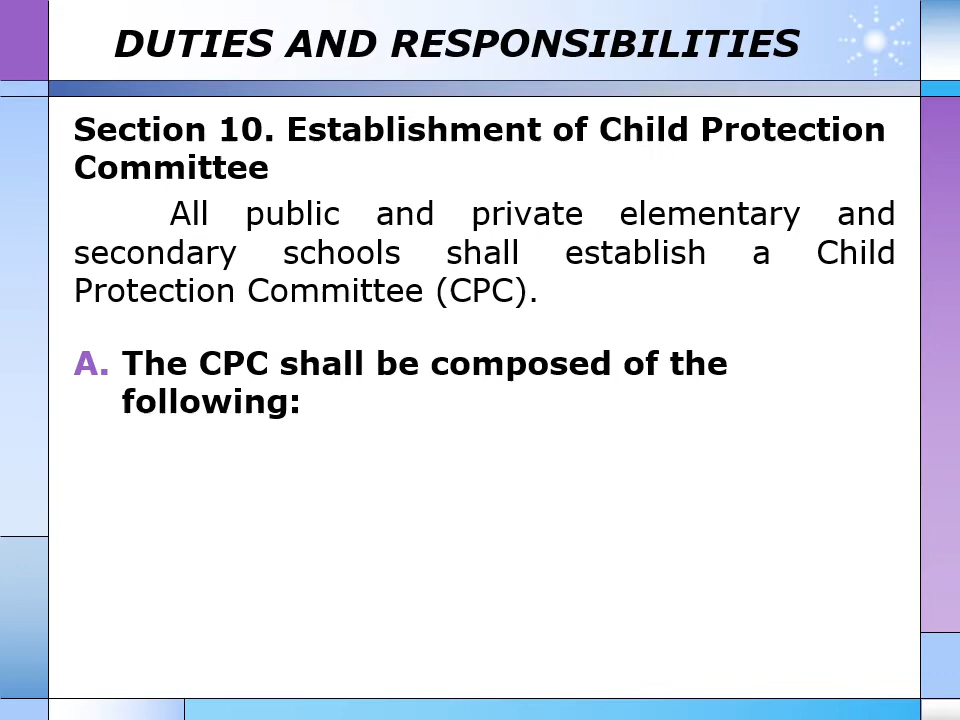 DUTIES AND RESPONSIBILITIES
Section 10. Establishment of Child Protection
Committee
All public and private elementary and
secondary schools shall establish a Child
Protection Committee (CPC).
A. The CPC shall be composed of the
following: